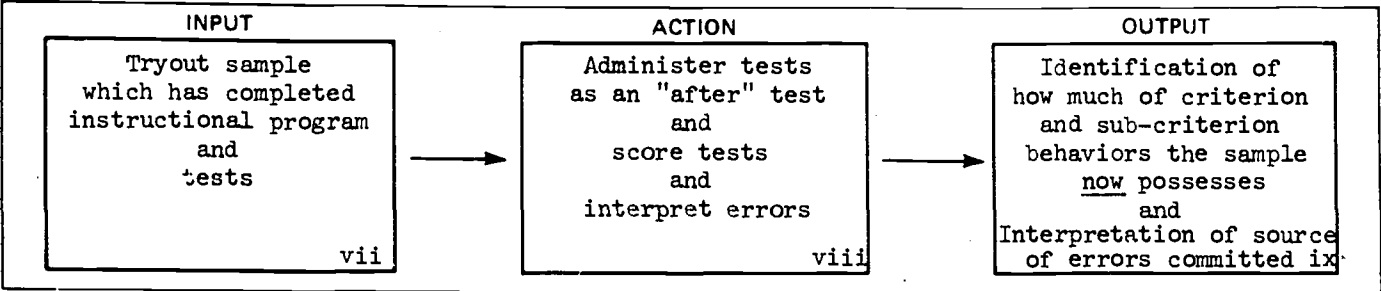 INPUT
Tryout sample
which has completed
instructional program
and
tests
vii
ACTION
Administer tests
as an "after" test
and
score tests
and
interpret errors
viii
OUTPUT
Identification of
how much of criterion
and sub-criterion
behaviors the sample
now possesses
and
Interpretation of source
of errors committed ix